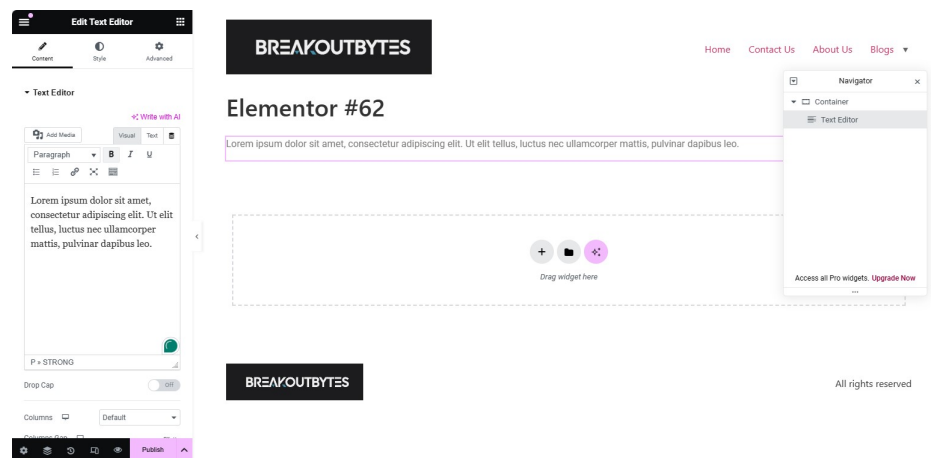 Edit Text Editor
Content
Style
Advanced
Text Editor
Write with AI
Add Media
Visual
Text
Paragraph
B
I
U
Lorem ipsum dolor sit amet,
consectetur adipiscing elit. Ut elit
tellus, luctus nec ullamcorper
mattis, pulvinar dapibus leo.
P » STRONG
Drop Cap
Off
Columns
Default
Columns Gap
Publish
BREAKOUTBYTES
Home
Contact Us
About Us
Blogs
Elementor #62
Lorem ipsum dolor sit amet, consectetur adipiscing elit. Ut elit tellus, luctus nec ullamcorper mattis, pulvinar dapibus leo.
Navigator
Container
Text Editor
Access all Pro widgets. Upgrade Now
Drag widget here
BREAKOUTBYTES
All rights reserved